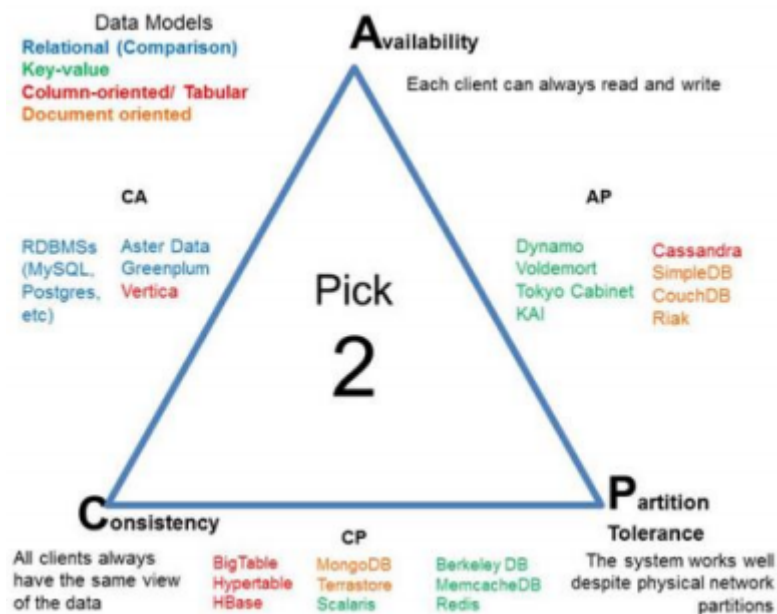 Data Models
Relational (Comparison)
Key-value
Column-oriented/ Tabular
Document oriented
Availability
Each client can always read and write
CA
RDBMSs
(MySQL,
Postgres,
etc)
Aster Data
Greenplum
Vertica
Pick
2
AP
Dynamo
Voldemort
Tokyo Cabinet
KAI
Cassandra
SimpleDB
CouchDB
Riak
Consistency
All clients always
have the same view
of the data
CP
BigTable
Hypertable
HBase
MongoDB
Terrastore
Scalaris
Berkeley DB
MemcacheDB
Redis
Partition
Tolerance
The system works well
despite physical network
partitions